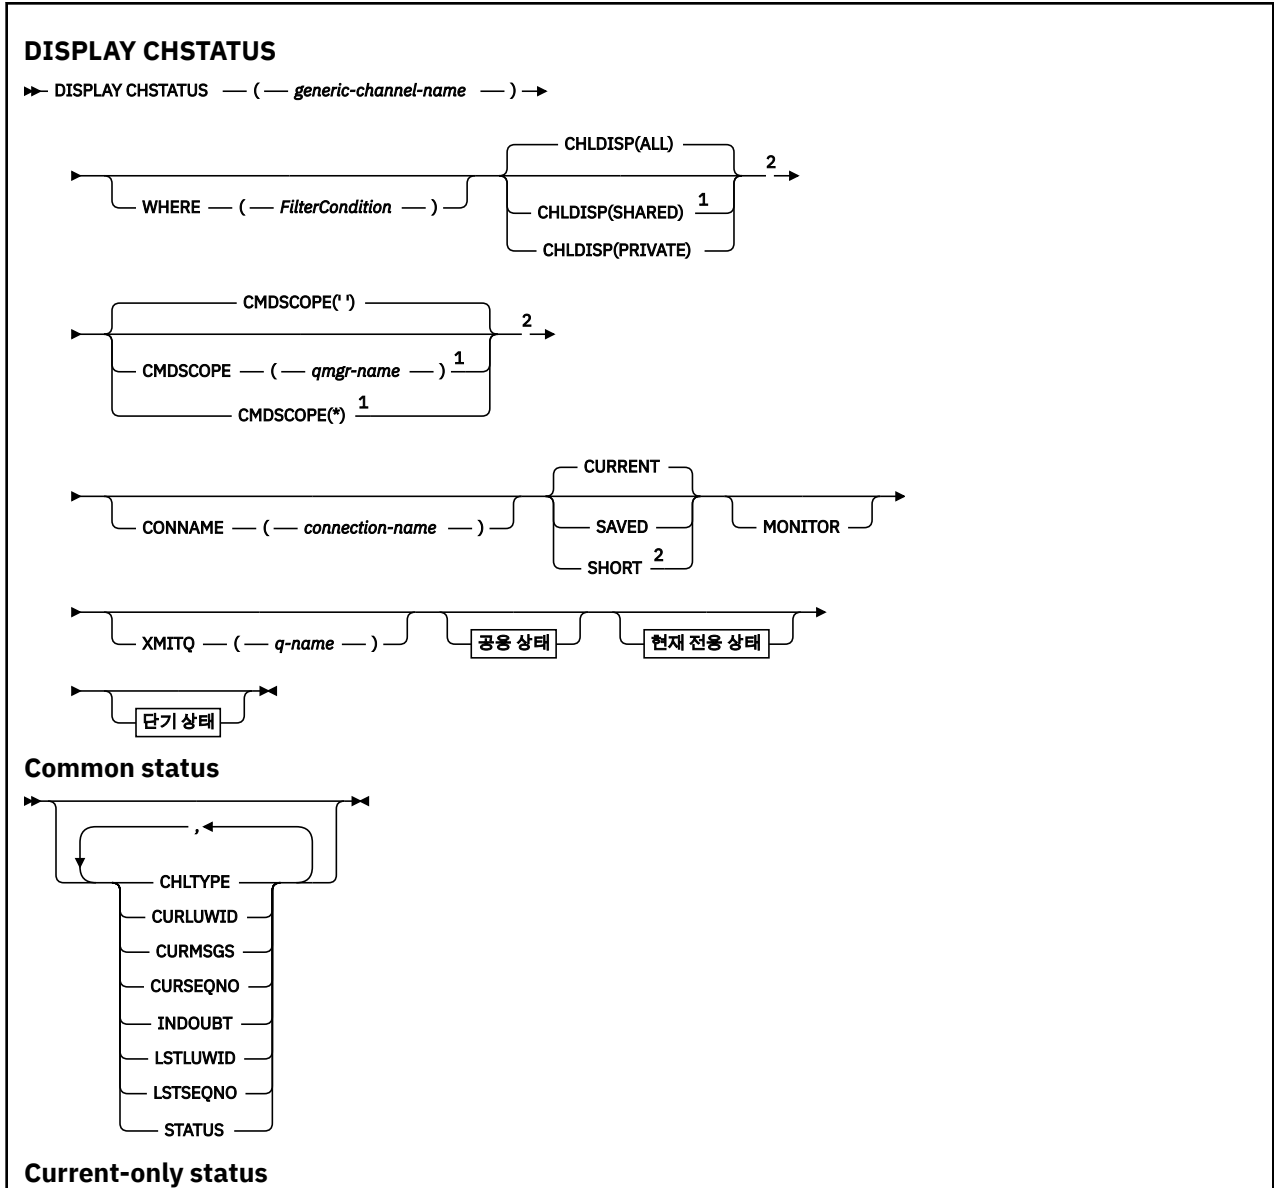 DISPLAY CHSTATUS
DISPLAY CHSTATUS ( generic-channel-name )
CHLDISP(ALL) 2
WHERE ( FilterCondition ) CHLDISP(SHARED) 1
CHLDISP(PRIVATE)
CMDSCOPE(' ') 2
CMDSCOPE ( qmgr-name ) 1
CMDSCOPE(*) 1
CURRENT
CONNAME ( connection-name ) SAVED MONITOR
SHORT 2
XMITQ ( q-name ) 공용 상태 현재 전용 상태
단기 상태
Common status
,
CHLTYPE
CURLUWID
CURMSGS
CURSEQNO
INDOUBT
LSTLUWID
LSTSEQNO
STATUS
Current-only status